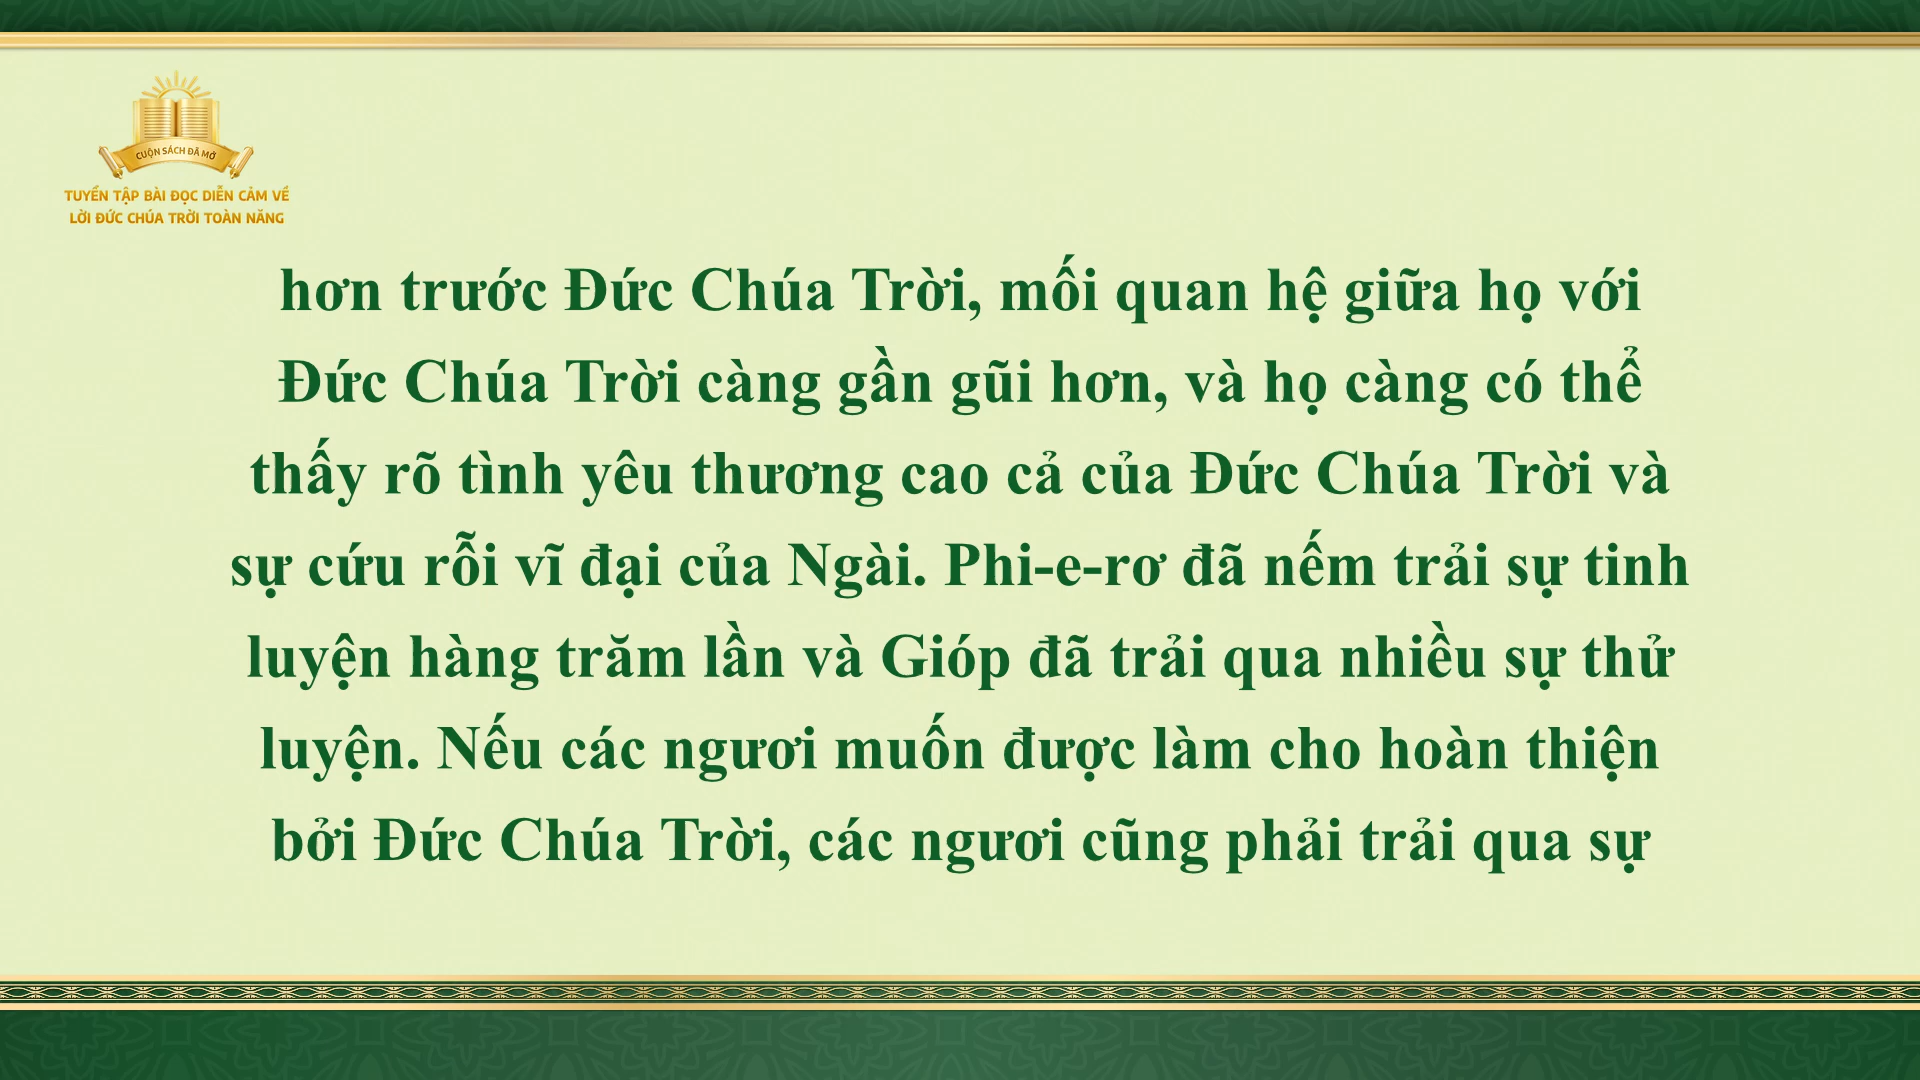 CUỘN SÁCH ĐÃ MỞ
TUYỂN TẬP BÀI ĐỌC DIỄN CẢM VỀ
LỜI ĐỨC CHÚA TRỜI TOÀN NĂNG
hơn trước Đức Chúa Trời, mối quan hệ giữa họ với
Đức Chúa Trời càng gần gũi hơn, và họ càng có thể
thấy rõ tình yêu thương cao cả của Đức Chúa Trời và
sự cứu rỗi vĩ đại của Ngài. Phi-e-rơ đã nếm trải sự tinh
luyện hàng trăm lần và Gióp đã trải qua nhiều sự thử
luyện. Nếu các ngươi muốn được làm cho hoàn thiện
bởi Đức Chúa Trời, các ngươi cũng phải trải qua sự